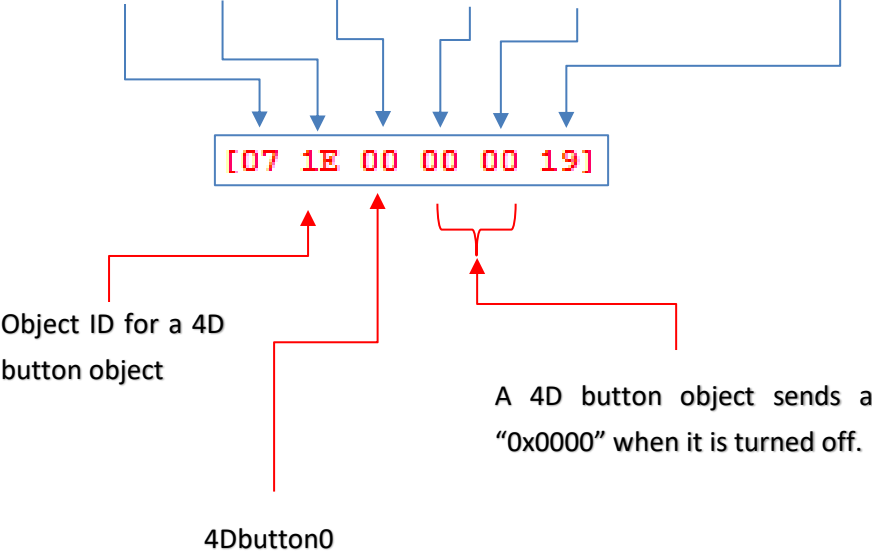 [07 1E 00 00 00 19]
Object ID for a 4D
button object
A 4D button object sends a
“0x0000” when it is turned off.
4Dbutton0